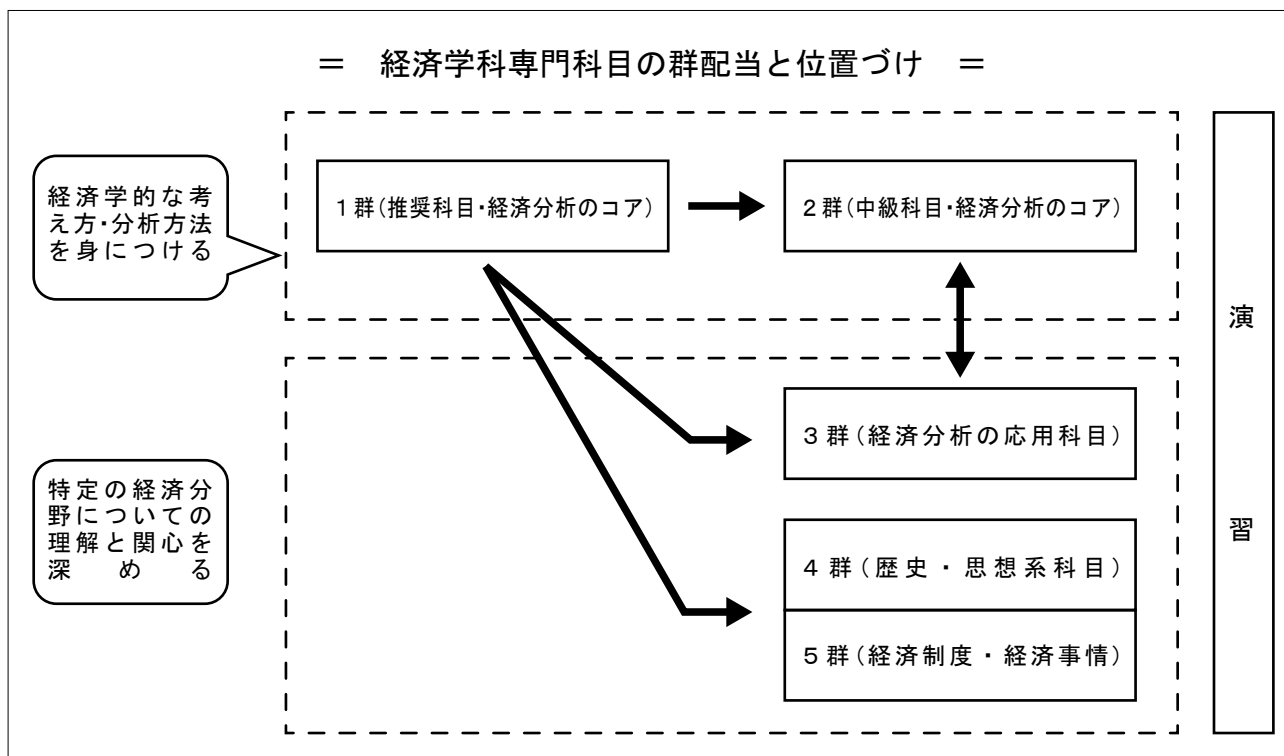 ＝　経済学科専門科目の群配当と位置づけ　＝
経済学的な考
え方・分析方法
を身につける
１群（推奨科目・経済分析のコア）
２群（中級科目・経済分析のコア）
特定の経済分
野についての
理解と関心を
深める
３群（経済分析の応用科目）
４群（歴史・思想系科目）
５群（経済制度・経済事情）
演
習